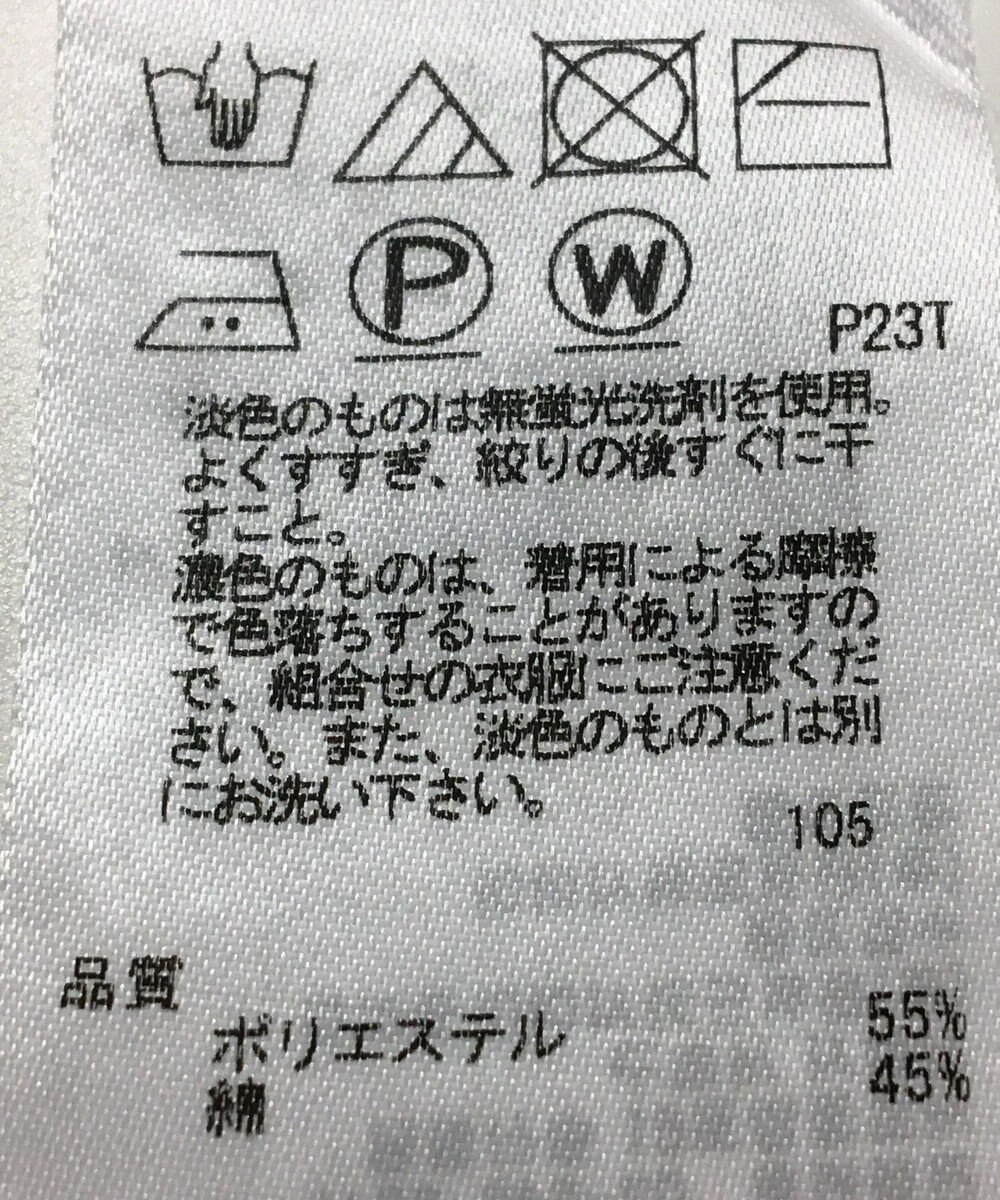 P
W
P23T
淡色のものは無蛍光洗剤を使用。
よくすすぎ、絞りの後すぐに干
すこと。
濃色のものは、着用による摩擦
で色落ちすることがありますの
で、組合せの衣服にご注意くだ
さい。また、淡色のものとは別
にお洗い下さい。
105
品質
ポリエステル 55%
綿 45%